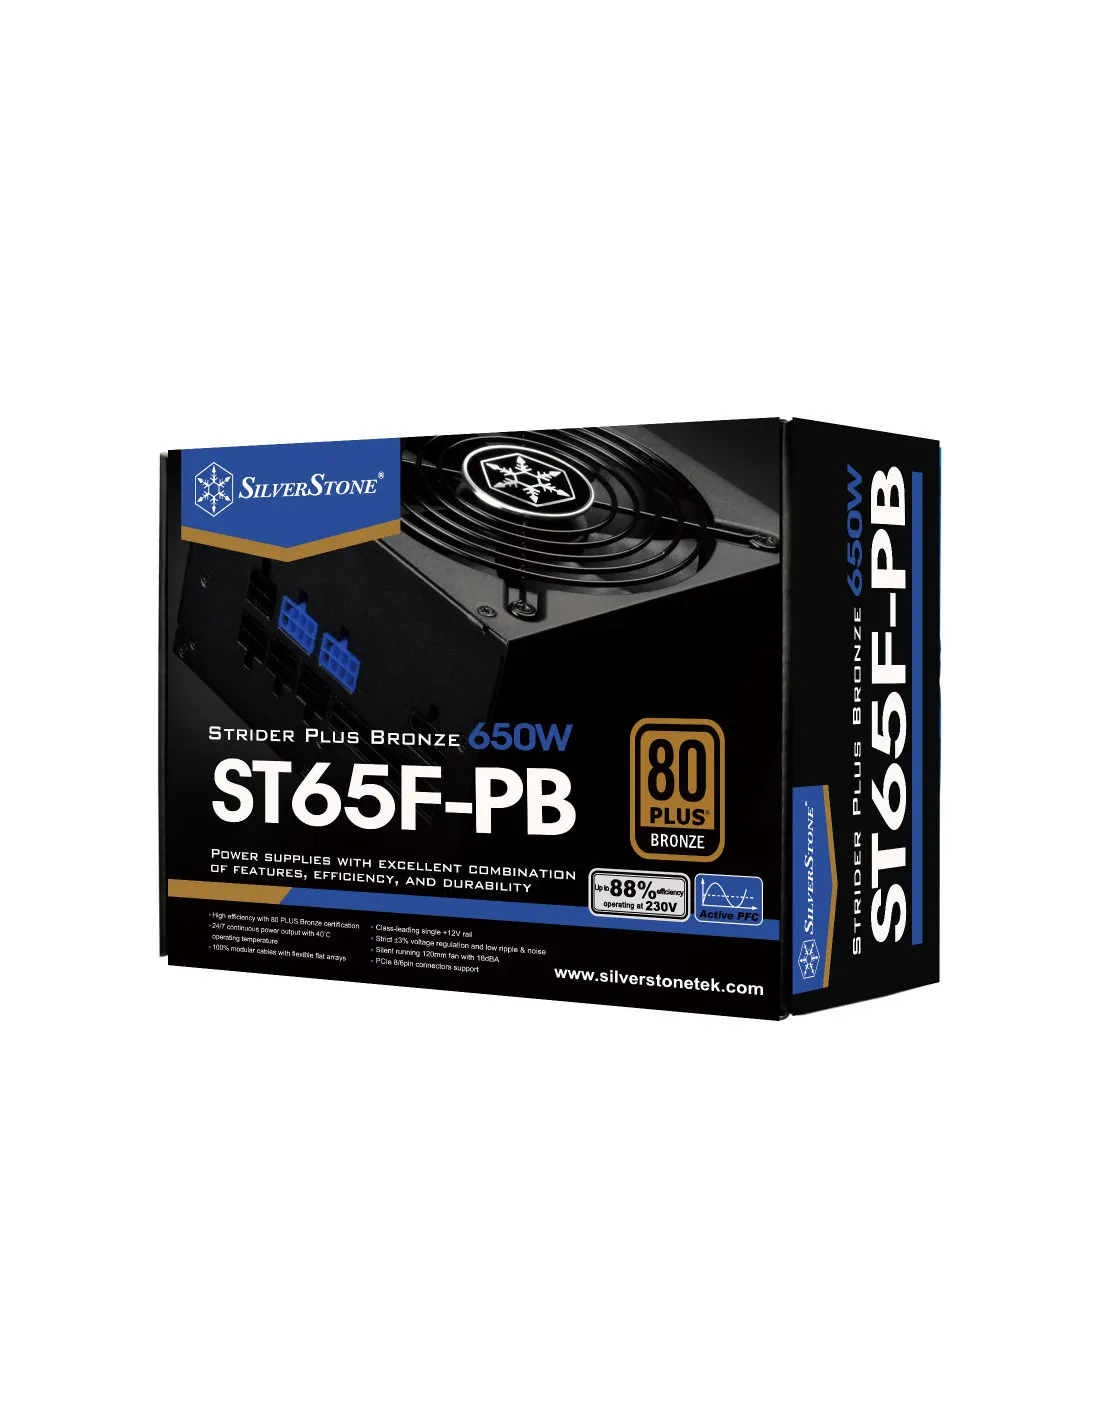 SILVERSTONE®
STRIDER PLUS BRONZE 650W
ST65F-PB
POWER SUPPLIES WITH EXCELLENT COMBINATION
OF FEATURES, EFFICIENCY, AND DURABILITY
80
PLUS®
BRONZE
Up to 88% efficiency
operating at 230V
Active PFC
• High efficiency with 80 PLUS Bronze certification
• 24/7 continuous power output with 40°C
operating temperature
• 100% modular cables with flexible flat arrays
• Class-leading single +12V rail
• Strict ±3% voltage regulation and low ripple & noise
• Silent running 120mm fan with 18dBA
• PCIe 8/6pin connectors support
www.silverstonetek.com
SILVERSTONE®
STRIDER PLUS BRONZE 650W
ST65F-PB